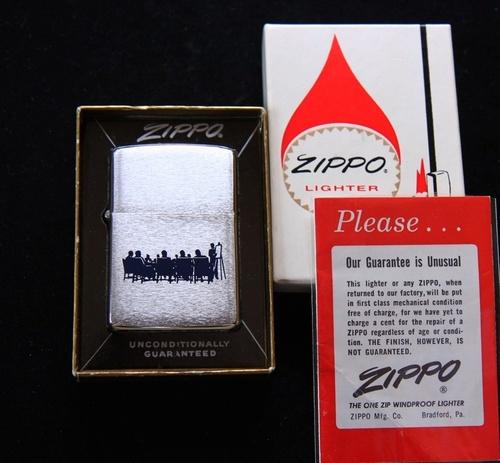 ZIPPO
UNCONDITIONALLY
GUARANTEED
ZIPPO®
LIGHTER
Please . . .
Our Guarantee is Unusual
This lighter or any ZIPPO, when
returned to our factory, will be put
in first class mechanical condition
free of charge, for we have yet to
charge a cent for the repair of a
ZIPPO regardless of age or condi-
tion. THE FINISH, HOWEVER, IS
NOT GUARANTEED.
ZIPPO®
THE ONE ZIP WINDPROOF LIGHTER
ZIPPO Mfg. Co. Bradford, Pa.